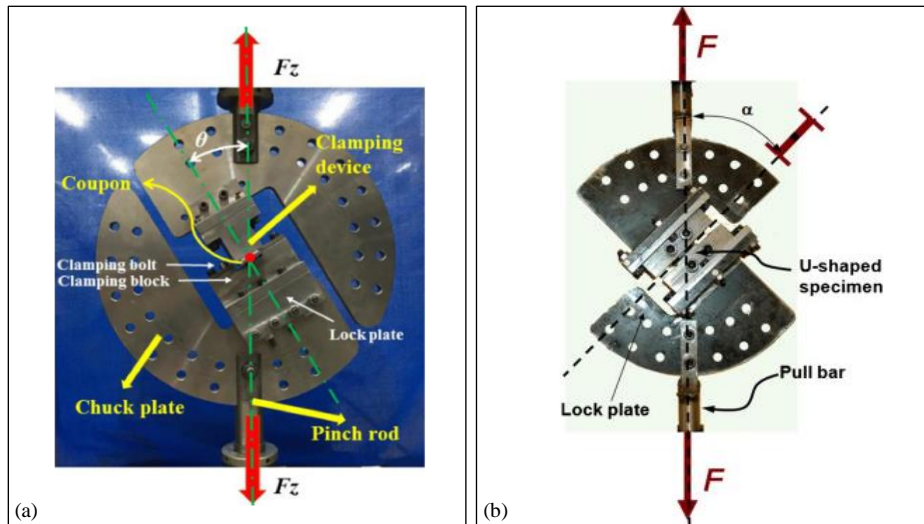 Fz
θ
Clamping
device
Coupon
Clamping bolt
Clamping block
Lock plate
Chuck plate
Pinch rod
Fz
(a)
F
α
U-shaped
specimen
Lock plate
Pull bar
F
(b)